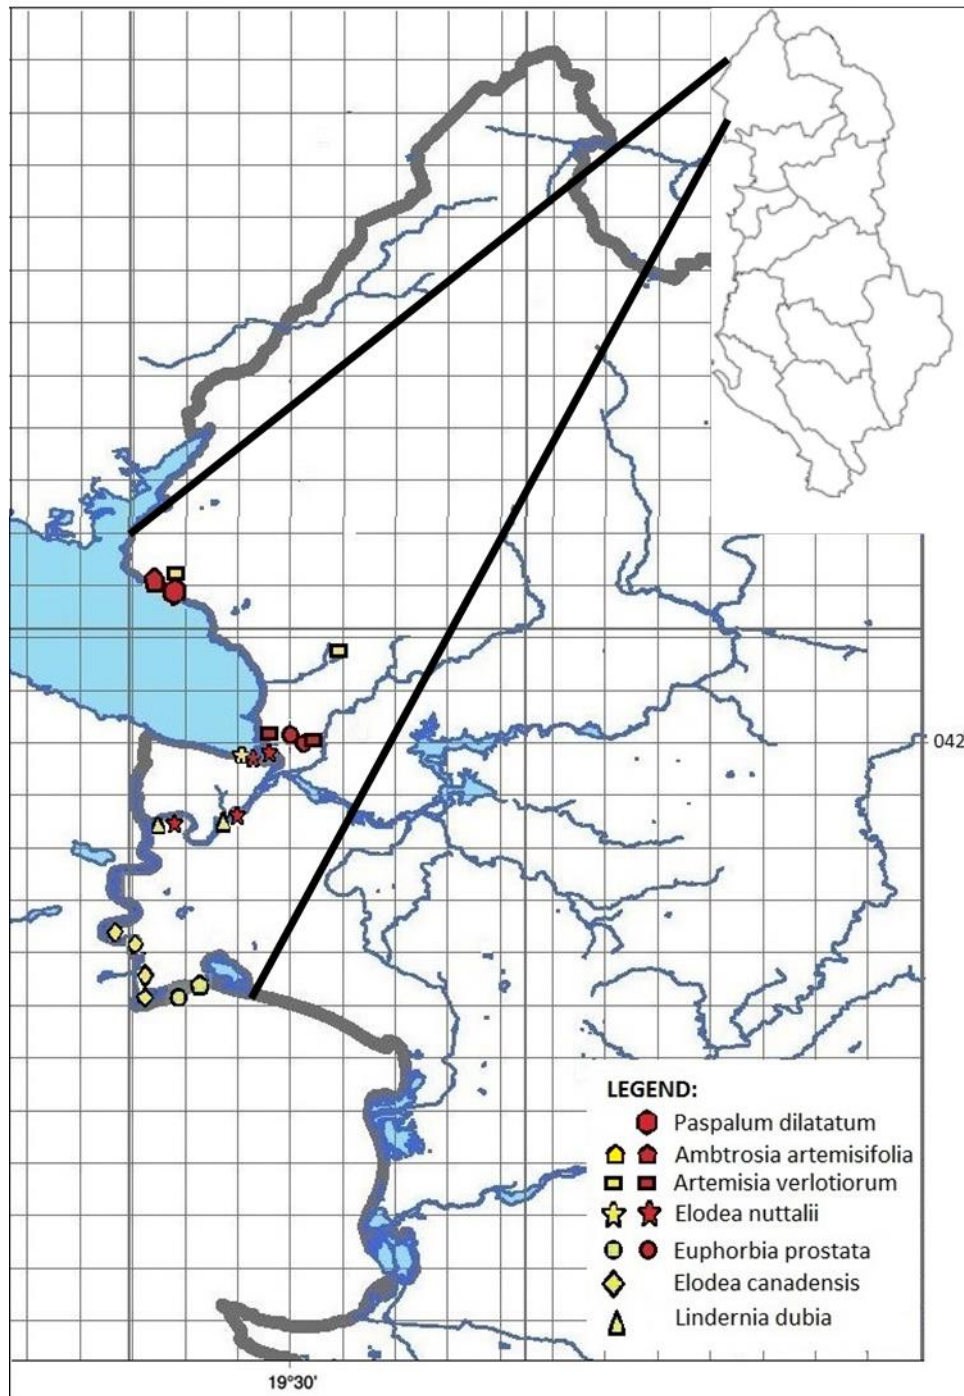 042
LEGEND:
Paspalum dilatatum
Ambtrosia artemisifolia
Artemisia verlotiorum
Elodea nuttalii
Euphorbia prostata
Elodea canadensis
Lindernia dubia
19°30'